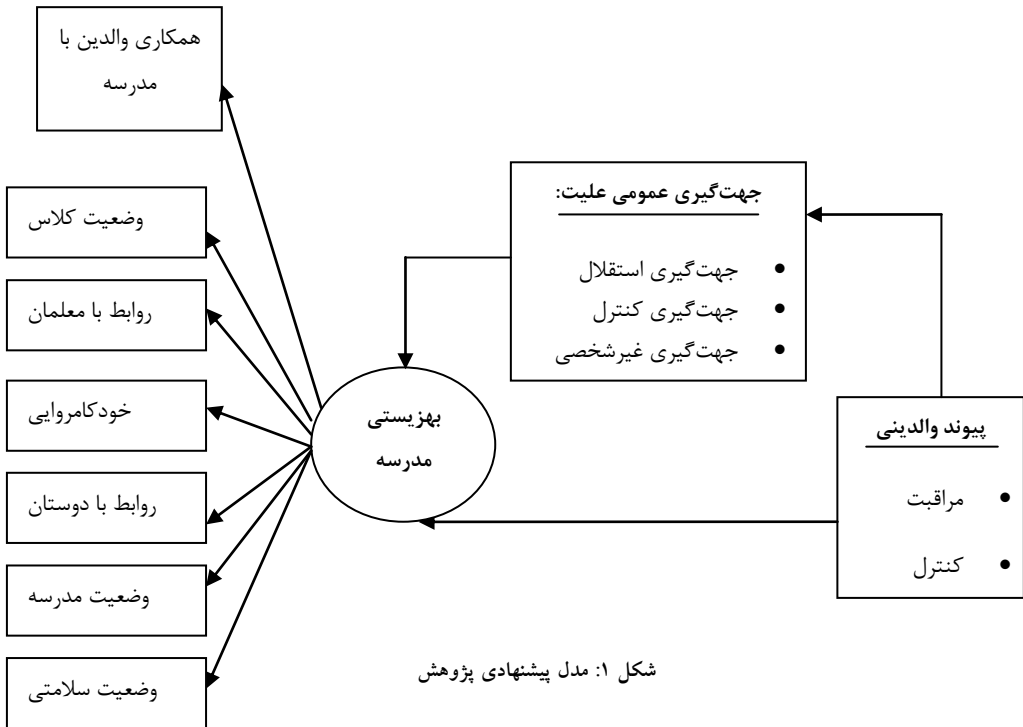 همکاری والدین با
مدرسه
وضعیت کلاس
روابط با معلمان
خودکامروایی
روابط با دوستان
وضعیت مدرسه
وضعیت سلامتی
بهزیستی
مدرسه
جهت‌گیری عمومی علیت:
• جهت‌گیری استقلال
• جهت‌گیری کنترل
• جهت‌گیری غیرشخصی
پیوند والدینی
• مراقبت
• کنترل
شکل ۱: مدل پیشنهادی پژوهش